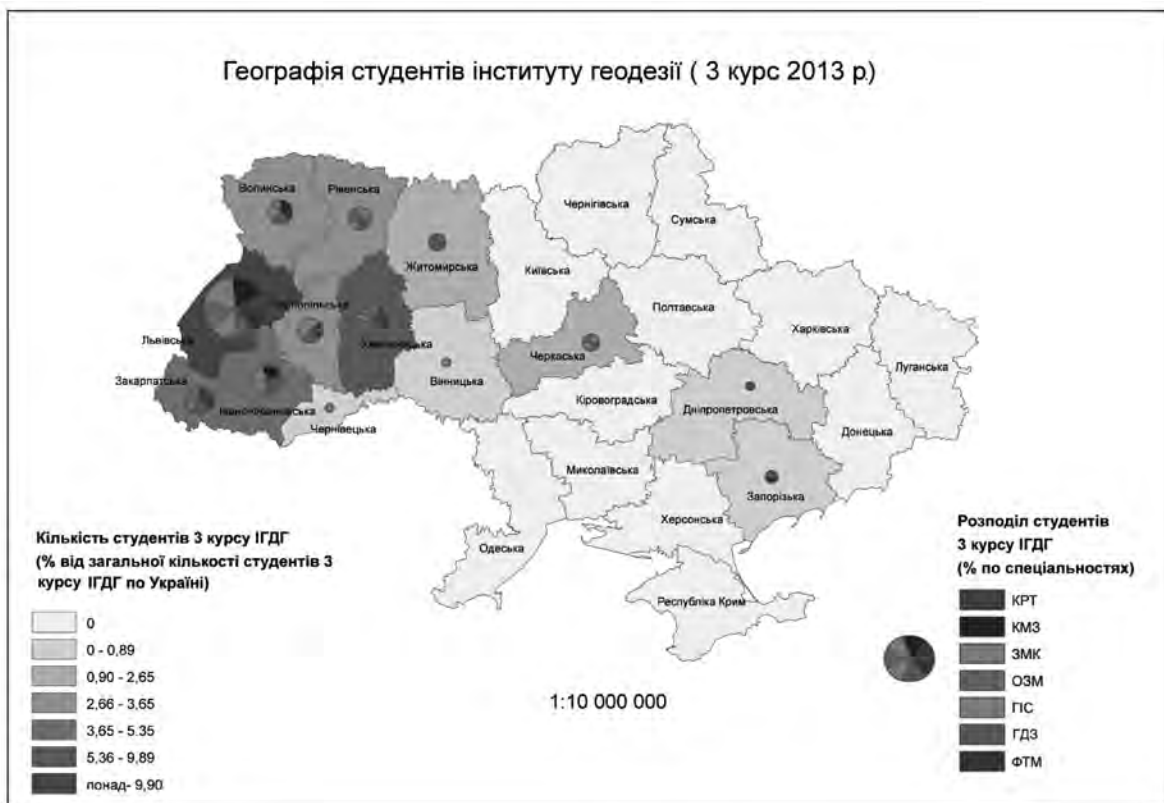 Географія студентів інституту геодезії ( 3 курс 2013 р.)
Волинська
Рівенська
Житомирська
Чернігівська
Сумська
Київська
Полтавська
Харківська
Луганська
Львівська
Черкаська
Вінницька
Закарпатська
Чернівецька
Кіровоградська
Дніпропетровська
Донецька
Миколаївська
Запорізька
Херсонська
Одеська
Республіка Крим
Кількість студентів 3 курсу ІГДГ
(% від загальної кількості студентів 3
курсу ІГДГ по Україні)
0
0 - 0,89
0,90 - 2,65
2,66 - 3,65
3,65 - 5.35
5,36 - 9,89
понад- 9,90
1:10 000 000
Розподіл студентів
3 курсу ІГДГ
(% по спеціальностях)
КРТ
КМЗ
ЗМК
ОЗМ
ГІС
ГДЗ
ФТМ